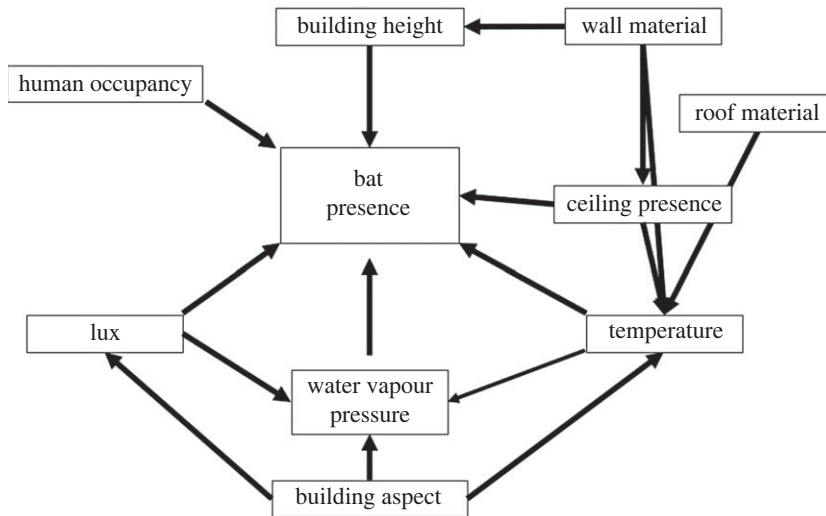 building height
wall material
human occupancy
roof material
bat
presence
ceiling presence
lux
temperature
water vapour
pressure
building aspect